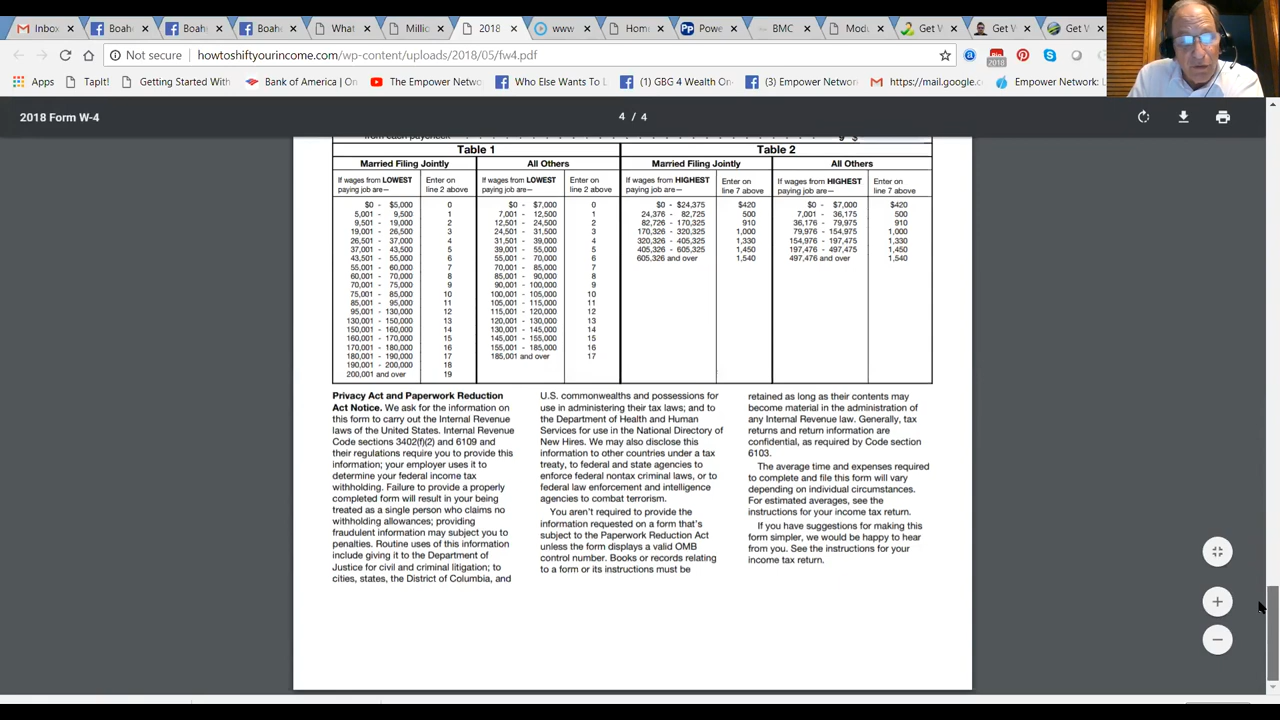 Inbox Boahe Boahe Boahe What Millic 2018 www Home Powe BMC Modu Get V Get V Get V
Not secure howtoshiftyourincome.com/wp-content/uploads/2018/05/fw4.pdf
Apps TapIt! Getting Started With Bank of America | On The Empower Network Who Else Wants To L (1) GBG 4 Wealth On (3) Empower Network https://mail.google.c Empower Network:
2018
2018 Form W-4 4 / 4
from each paycheck 9 $
Table 1 Table 2
Married Filing Jointly All Others Married Filing Jointly All Others
If wages from LOWEST Enter on If wages from LOWEST Enter on If wages from HIGHEST Enter on If wages from HIGHEST Enter on
paying job are— line 2 above paying job are— line 2 above paying job are— line 7 above paying job are— line 7 above
$0 - $5,000 0 $0 - $7,000 0 $0 - $24,375 $420 $0 - $7,000 $420
5,001 - 9,500 1 7,001 - 12,500 1 24,376 - 82,725 500 7,001 - 36,175 500
9,501 - 19,000 2 12,501 - 24,500 2 82,726 - 170,325 910 36,176 - 79,975 910
19,001 - 26,500 3 24,501 - 31,500 3 170,326 - 320,325 1,000 79,976 - 154,975 1,000
26,501 - 37,000 4 31,501 - 39,000 4 320,326 - 405,325 1,330 154,976 - 197,475 1,330
37,001 - 43,500 5 39,001 - 55,000 5 405,326 - 605,325 1,450 197,476 - 497,475 1,450
43,501 - 55,000 6 55,001 - 70,000 6 605,326 and over 1,540 497,476 and over 1,540
55,001 - 60,000 7 70,001 - 85,000 7
60,001 - 70,000 8 85,001 - 90,000 8
70,001 - 75,000 9 90,001 - 100,000 9
75,001 - 85,000 10 100,001 - 105,000 10
85,001 - 95,000 11 105,001 - 115,000 11
95,001 - 130,000 12 115,001 - 120,000 12
130,001 - 150,000 13 120,001 - 130,000 13
150,001 - 160,000 14 130,001 - 145,000 14
160,001 - 170,000 15 145,001 - 155,000 15
170,001 - 180,000 16 155,001 - 185,000 16
180,001 - 190,000 17 185,001 and over 17
190,001 - 200,000 18
200,001 and over 19
Privacy Act and Paperwork Reduction
Act Notice. We ask for the information on
this form to carry out the Internal Revenue
laws of the United States. Internal Revenue
Code sections 3402(f)(2) and 6109 and
their regulations require you to provide this
information; your employer uses it to
determine your federal income tax
withholding. Failure to provide a properly
completed form will result in your being
treated as a single person who claims no
withholding allowances; providing
fraudulent information may subject you to
penalties. Routine uses of this information
include giving it to the Department of
Justice for civil and criminal litigation; to
cities, states, the District of Columbia, and
U.S. commonwealths and possessions for
use in administering their tax laws; and to
the Department of Health and Human
Services for use in the National Directory of
New Hires. We may also disclose this
information to other countries under a tax
treaty, to federal and state agencies to
enforce federal nontax criminal laws, or to
federal law enforcement and intelligence
agencies to combat terrorism.
You aren't required to provide the
information requested on a form that's
subject to the Paperwork Reduction Act
unless the form displays a valid OMB
control number. Books or records relating
to a form or its instructions must be
retained as long as their contents may
become material in the administration of
any Internal Revenue law. Generally, tax
returns and return information are
confidential, as required by Code section
6103.
The average time and expenses required
to complete and file this form will vary
depending on individual circumstances.
For estimated averages, see the
instructions for your income tax return.
If you have suggestions for making this
form simpler, we would be happy to hear
from you. See the instructions for your
income tax return.